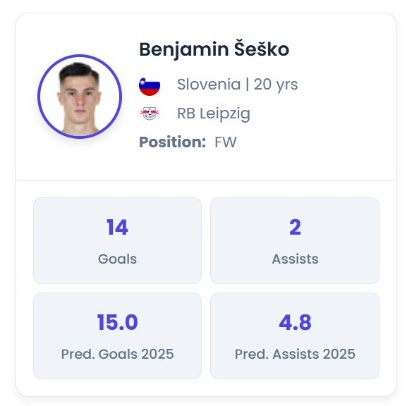 Benjamin Šeško
Slovenia | 20 yrs
RB Leipzig
Position: FW
14
Goals
2
Assists
15.0
Pred. Goals 2025
4.8
Pred. Assists 2025